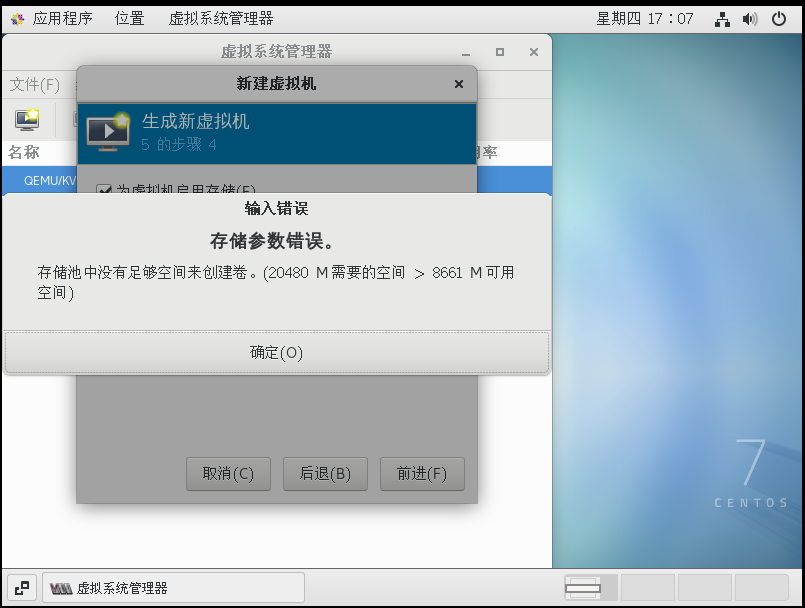 应用程序 位置 虚拟系统管理器 星期四 17：07
虚拟系统管理器
文件(F)
新建虚拟机
生成新虚拟机
5 的步骤 4
名称
率
QEMU/KV
为虚拟机启用存储(E)
输入错误
存储参数错误。
存储池中没有足够空间来创建卷。(20480 M需要的空间 > 8661 M可用
空间)
确定(O)
取消(C) 后退(B) 前进(F)
7
CENTOS
虚拟系统管理器